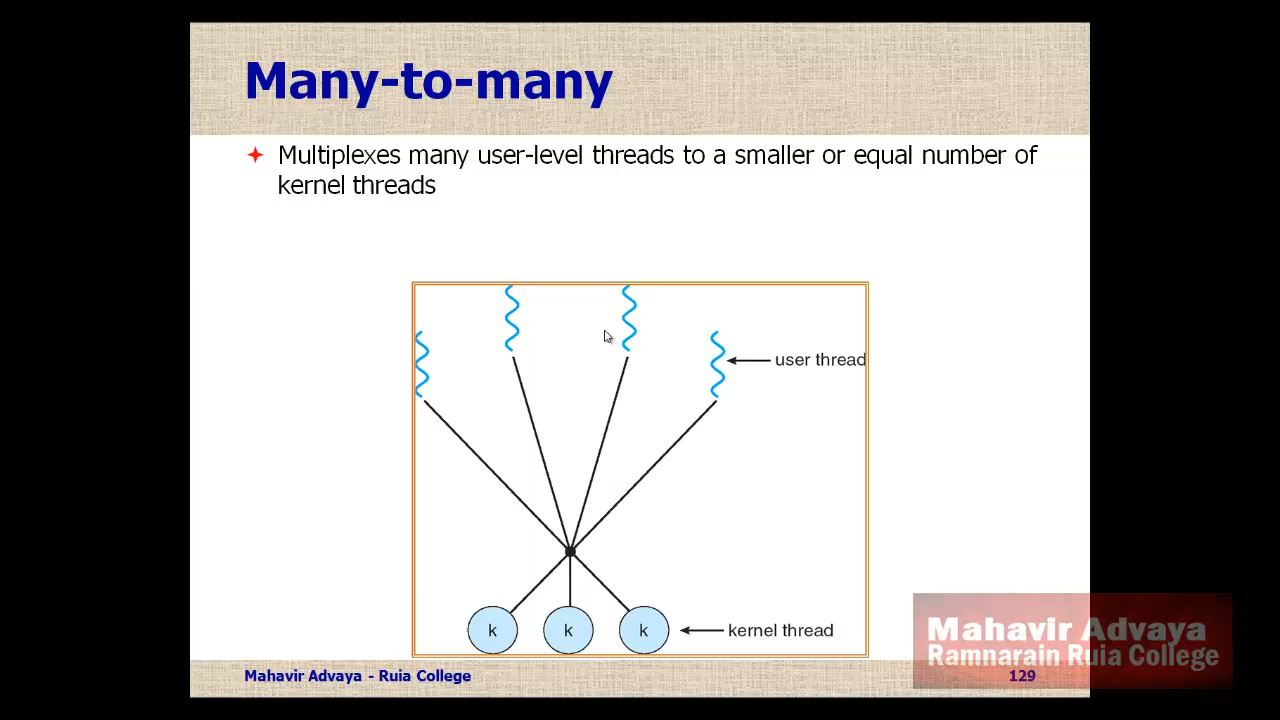 Many-to-many
Multiplexes many user-level threads to a smaller or equal number of
kernel threads
user thread
k
k
k
kernel thread
Mahavir Advaya
Ramnarain Ruia College
Mahavir Advaya - Ruia College
129